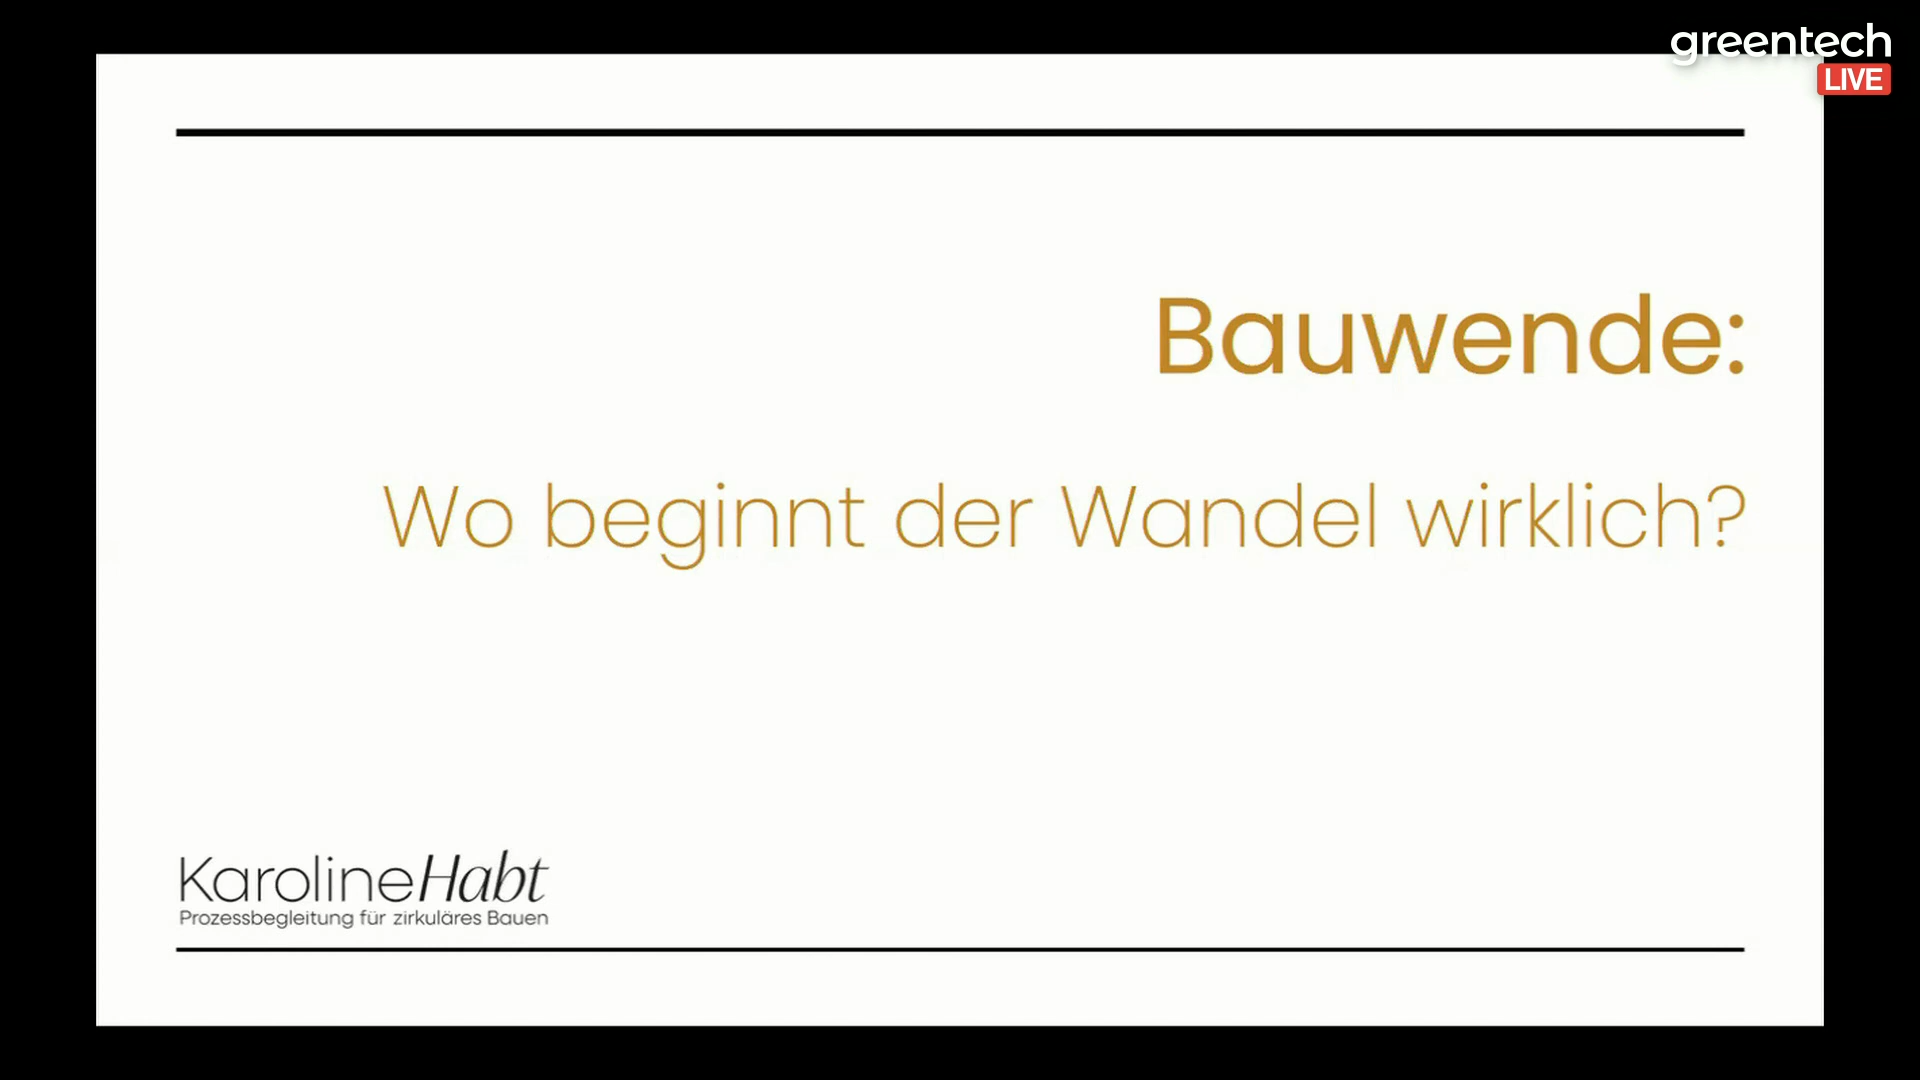 greentech
LIVE
Bauwende:
Wo beginnt der Wandel wirklich?
KarolineHabt
Prozessbegleitung für zirkuläres Bauen